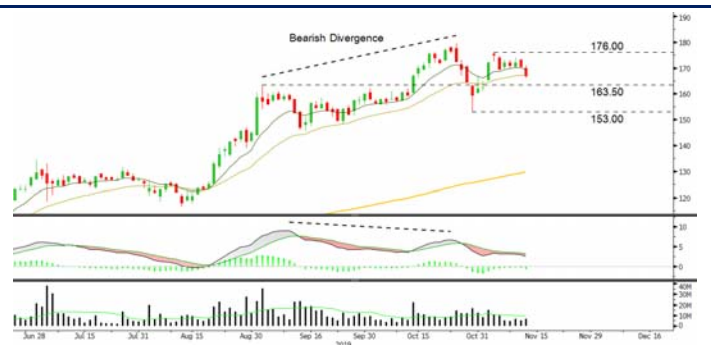 190
Bearish Divergence
180
176.00
170
163.50
160
153.00
150
140
130
120
10
5
0
40M
30M
20M
10M
0
Jun 28 Jul 15 Jul 31 Aug 15 Aug 30 Sep 16 Sep 30 Oct 15 Oct 31 Nov 15 Nov 29 Dec 16
2019